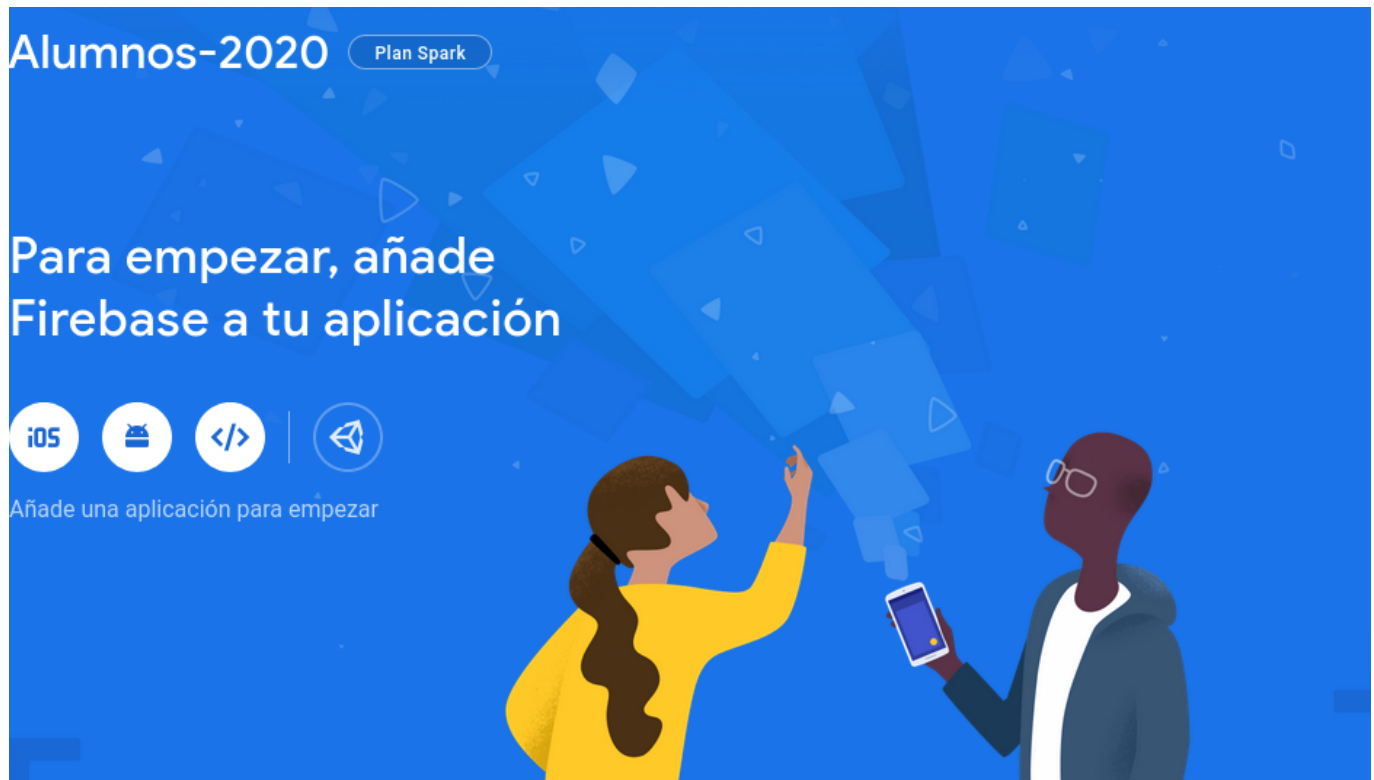 Alumnos-2020
Plan Spark
Para empezar, añade
Firebase a tu aplicación
iOS
</>
Añade una aplicación para empezar